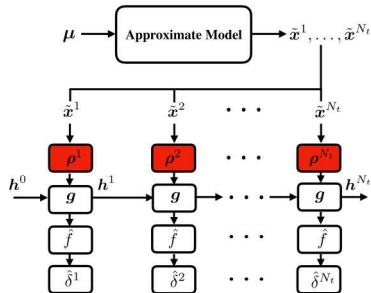 μ Approximate Model x̃¹, . . . , x̃^{N_t}
x̃¹ x̃² · · · x̃^{N_t}
ρ¹ ρ² · · · ρ^{N_t}
h⁰ g h¹ g · · · g h^{N_t}
f̂ f̂ · · · f̂
δ̂¹ δ̂² · · · δ̂^{N_t}